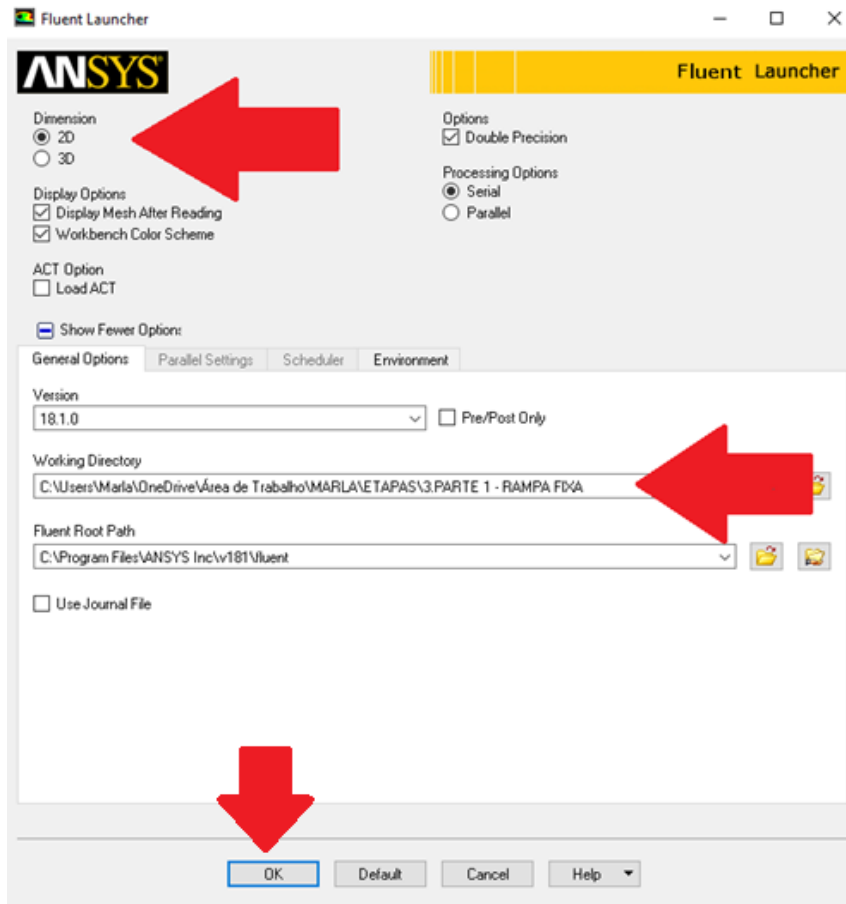 Fluent Launcher
ANSYS
Fluent Launcher
Dimension
2D
3D
Options
Double Precision
Processing Options
Serial
Parallel
Display Options
Display Mesh After Reading
Workbench Color Scheme
ACT Option
Load ACT
Show Fewer Options
General Options
Parallel Settings
Scheduler
Environment
Version
18.1.0
Pre/Post Only
Working Directory
C:\Users\Marla\OneDrive\Área de Trabalho\MARLA\ETAPAS\3.PARTE 1 - RAMPA FIXA
Fluent Root Path
C:\Program Files\ANSYS Inc\v181\fluent
Use Journal File
OK
Default
Cancel
Help